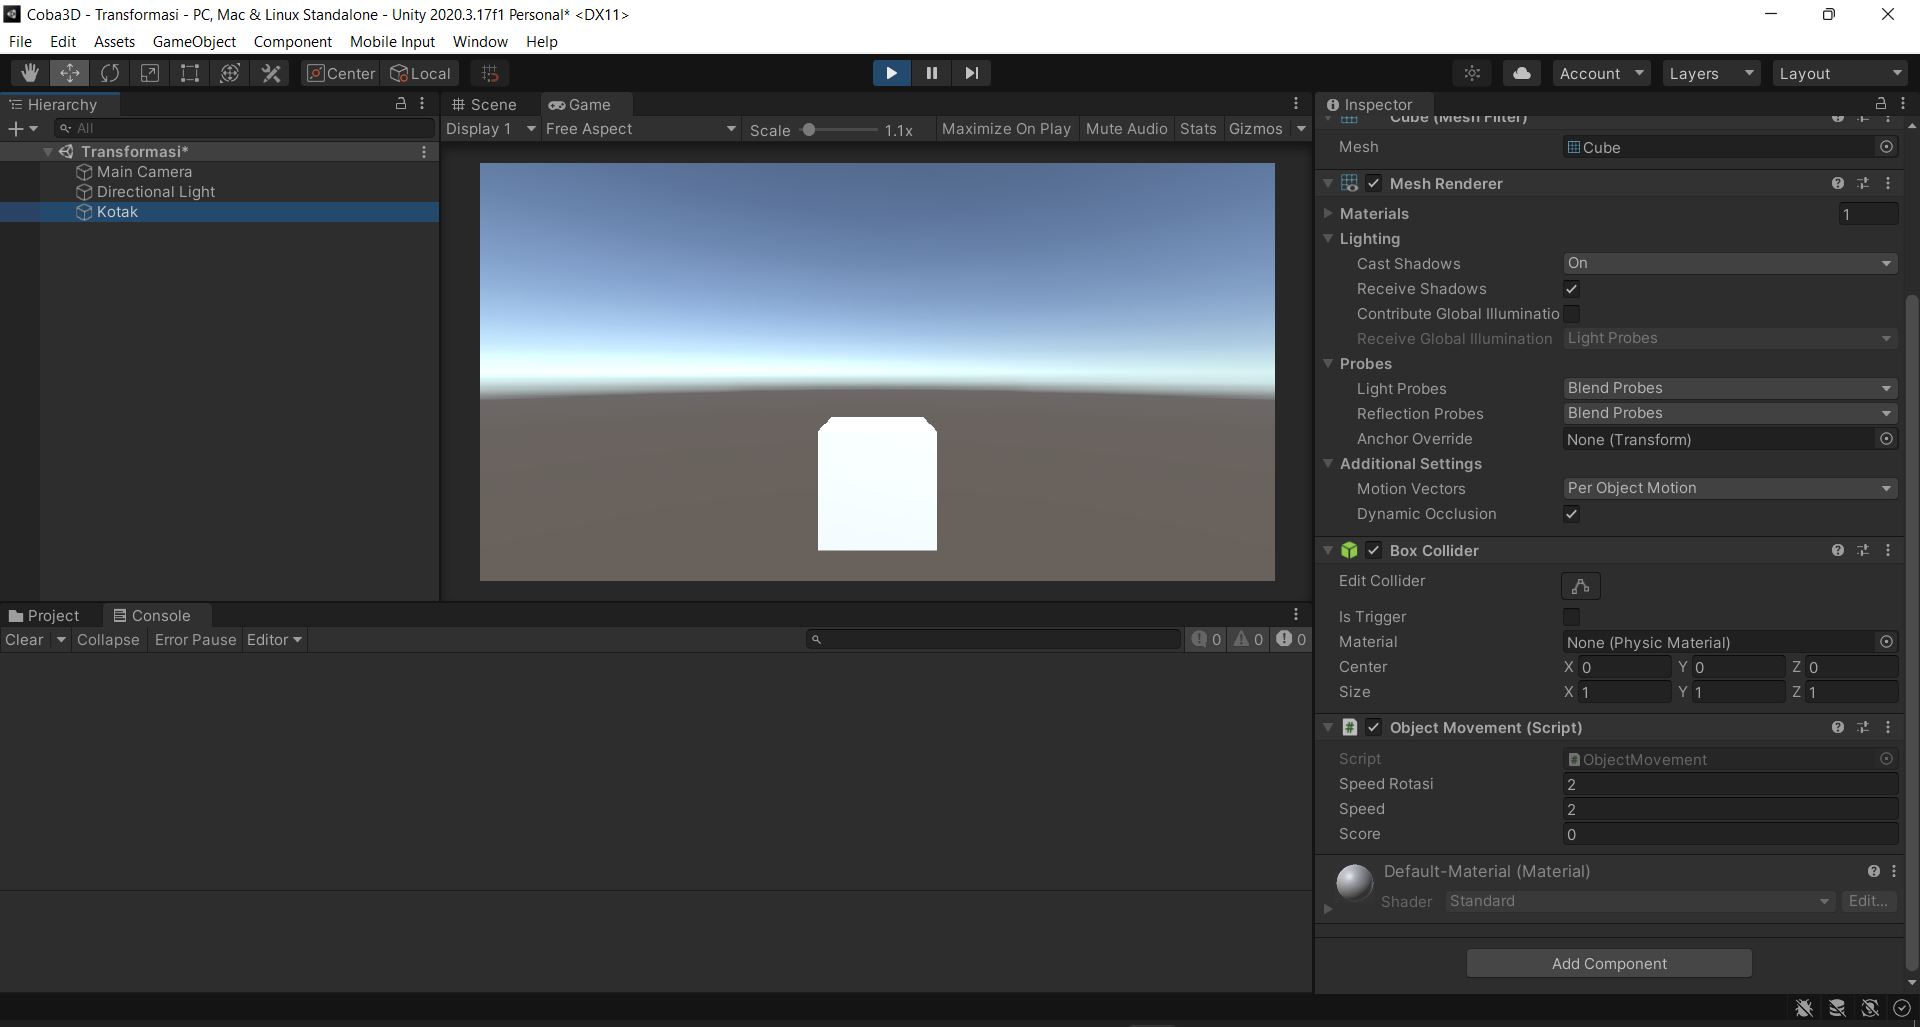 Coba3D - Transformasi - PC, Mac & Linux Standalone - Unity 2020.3.17f1 Personal* <DX11>
File Edit Assets GameObject Component Mobile Input Window Help
Center Local Account Layers Layout
Hierarchy
All
Transformasi*
Main Camera
Directional Light
Kotak
Scene Game
Display 1 Free Aspect Scale 1.1x Maximize On Play Mute Audio Stats Gizmos
Project Console
Clear Collapse Error Pause Editor 0 0 0
Inspector
Cube (Mesh Filter)
Mesh Cube
Mesh Renderer
Materials 1
Lighting
Cast Shadows On
Receive Shadows
Contribute Global Illuminatio
Receive Global Illumination Light Probes
Probes
Light Probes Blend Probes
Reflection Probes Blend Probes
Anchor Override None (Transform)
Additional Settings
Motion Vectors Per Object Motion
Dynamic Occlusion
Box Collider
Edit Collider
Is Trigger
Material None (Physic Material)
Center X 0 Y 0 Z 0
Size X 1 Y 1 Z 1
# Object Movement (Script)
Script # ObjectMovement
Speed Rotasi 2
Speed 2
Score 0
Default-Material (Material)
Shader Standard Edit...
Add Component